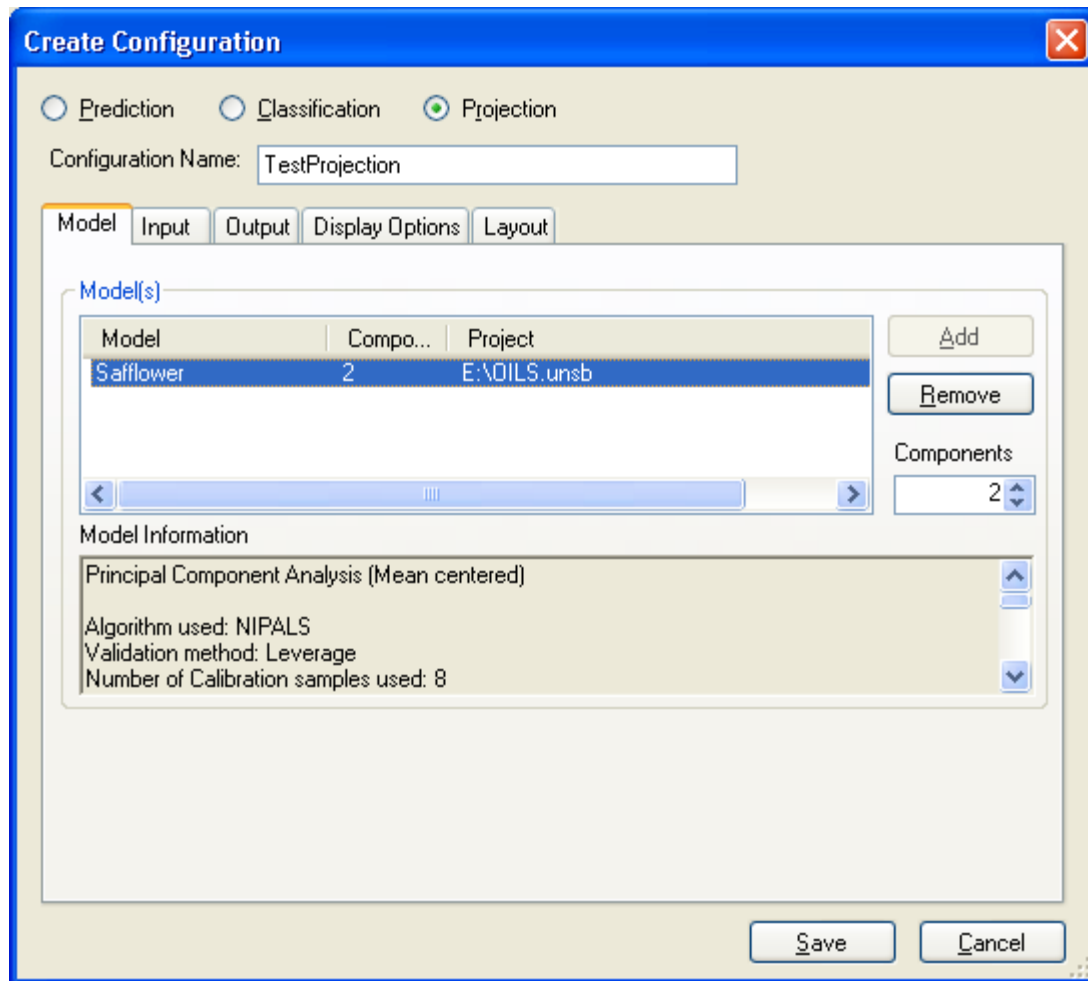 Create Configuration
Prediction Classification Projection
Configuration Name: TestProjection
Model Input Output Display Options Layout
Model(s)
Model Compo... Project
Safflower 2 E:\OILS.unsb
Add
Remove
Components
2
Model Information
Principal Component Analysis (Mean centered)
Algorithm used: NIPALS
Validation method: Leverage
Number of Calibration samples used: 8
Save Cancel